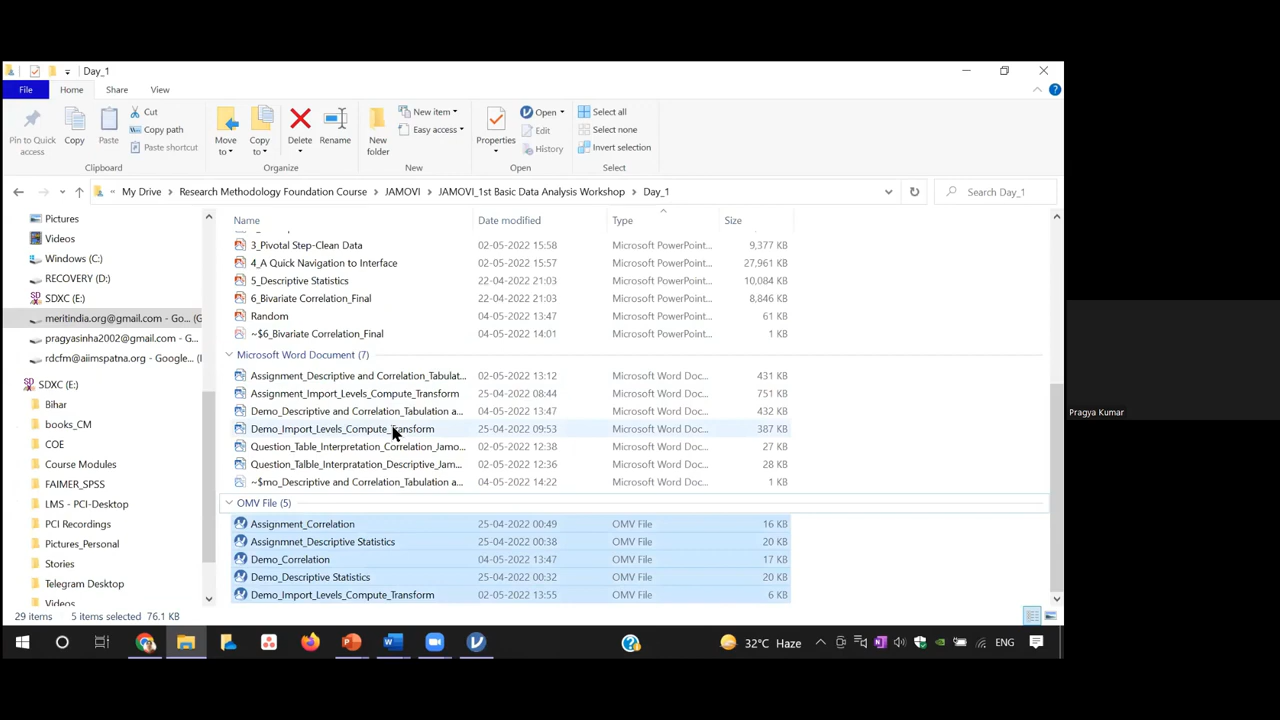 Day_1
File Home Share View
Pin to Quick access
Copy
Paste
Cut
Copy path
Paste shortcut
Clipboard
Move to
Copy to
Delete
Rename
Organize
New folder
New item
Easy access
New
Properties
Open
Edit
History
Open
Select all
Select none
Invert selection
Select
« My Drive > Research Methodology Foundation Course > JAMOVI > JAMOVI_1st Basic Data Analysis Workshop > Day_1
Search Day_1
Pictures
Videos
Windows (C:)
RECOVERY (D:)
SDXC (E:)
meritindia.org@gmail.com - Go... (G
pragyasinha2002@gmail.com - G...
rdcfm@aiimspatna.org - Google... (I
SDXC (E:)
Bihar
books_CM
COE
Course Modules
FAIMER_SPSS
LMS - PCI-Desktop
PCI Recordings
Pictures_Personal
Stories
Telegram Desktop
Videos
Name Date modified Type Size
3_Pivotal Step-Clean Data 02-05-2022 15:58 Microsoft PowerPoint... 9,377 KB
4_A Quick Navigation to Interface 02-05-2022 15:57 Microsoft PowerPoint... 27,961 KB
5_Descriptive Statistics 22-04-2022 21:03 Microsoft PowerPoint... 10,084 KB
6_Bivariate Correlation_Final 22-04-2022 21:03 Microsoft PowerPoint... 8,846 KB
Random 04-05-2022 13:47 Microsoft PowerPoint... 61 KB
~$6_Bivariate Correlation_Final 04-05-2022 14:01 Microsoft PowerPoint... 1 KB
Microsoft Word Document (7)
Assignment_Descriptive and Correlation_Tabulat... 02-05-2022 13:12 Microsoft Word Doc... 431 KB
Assignment_Import_Levels_Compute_Transform 25-04-2022 08:44 Microsoft Word Doc... 751 KB
Demo_Descriptive and Correlation_Tabulation a... 04-05-2022 13:47 Microsoft Word Doc... 432 KB
Demo_Import_Levels_Compute_Transform 25-04-2022 09:53 Microsoft Word Doc... 387 KB
Question_Table_Interpretation_Correlation_Jamo... 02-05-2022 12:38 Microsoft Word Doc... 27 KB
Question_Talble_Interpratation_Descriptive_Jam... 02-05-2022 12:36 Microsoft Word Doc... 28 KB
~$mo_Descriptive and Correlation_Tabulation a... 04-05-2022 14:22 Microsoft Word Doc... 1 KB
OMV File (5)
Assignment_Correlation 25-04-2022 00:49 OMV File 16 KB
Assignmnet_Descriptive Statistics 25-04-2022 00:38 OMV File 20 KB
Demo_Correlation 04-05-2022 13:47 OMV File 17 KB
Demo_Descriptive Statistics 25-04-2022 00:32 OMV File 20 KB
Demo_Import_Levels_Compute_Transform 02-05-2022 13:55 OMV File 6 KB
29 items 5 items selected 76.1 KB
32°C Haze ENG
Pragya Kumar